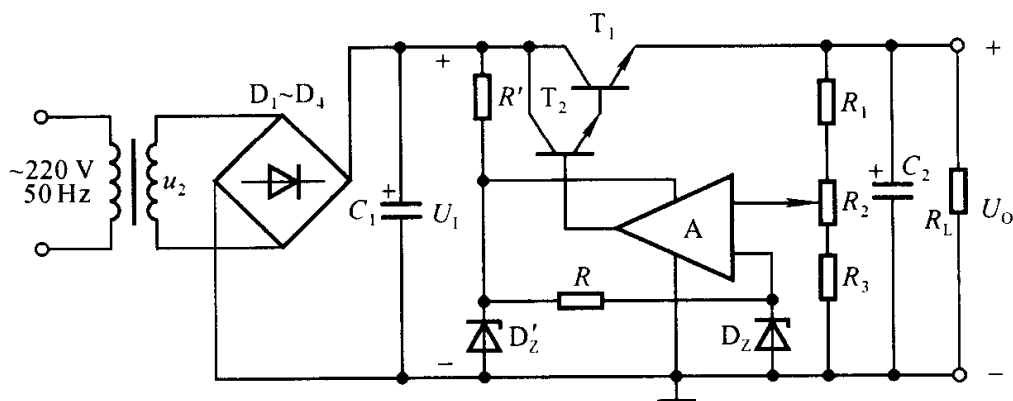 T₁
+
+
D₁~D₄
R′
T₂
R₁
~220 V
50 Hz
u₂
+
C₁
U_I
A
R₂
+
C₂
R_L
U_O
R
R₃
D′_Z
D_Z
−
−